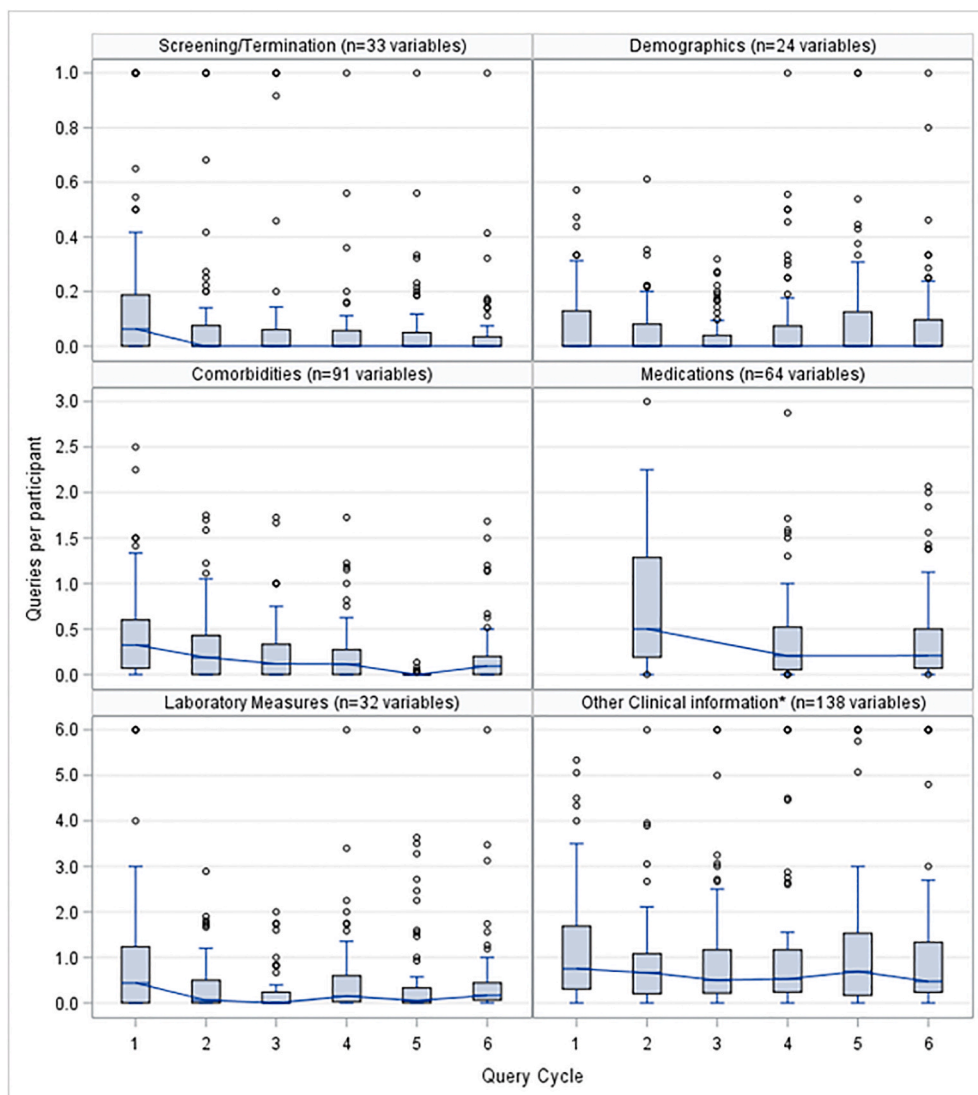 Screening/Termination (n=33 variables)
Demographics (n=24 variables)
1.0
0.8
0.6
0.4
0.2
0.0
Comorbidities (n=91 variables)
Medications (n=64 variables)
3.0
2.5
2.0
1.5
1.0
0.5
0.0
Queries per participant
Laboratory Measures (n=32 variables)
Other Clinical information* (n=138 variables)
6.0
5.0
4.0
3.0
2.0
1.0
0.0
1 2 3 4 5 6
1 2 3 4 5 6
Query Cycle